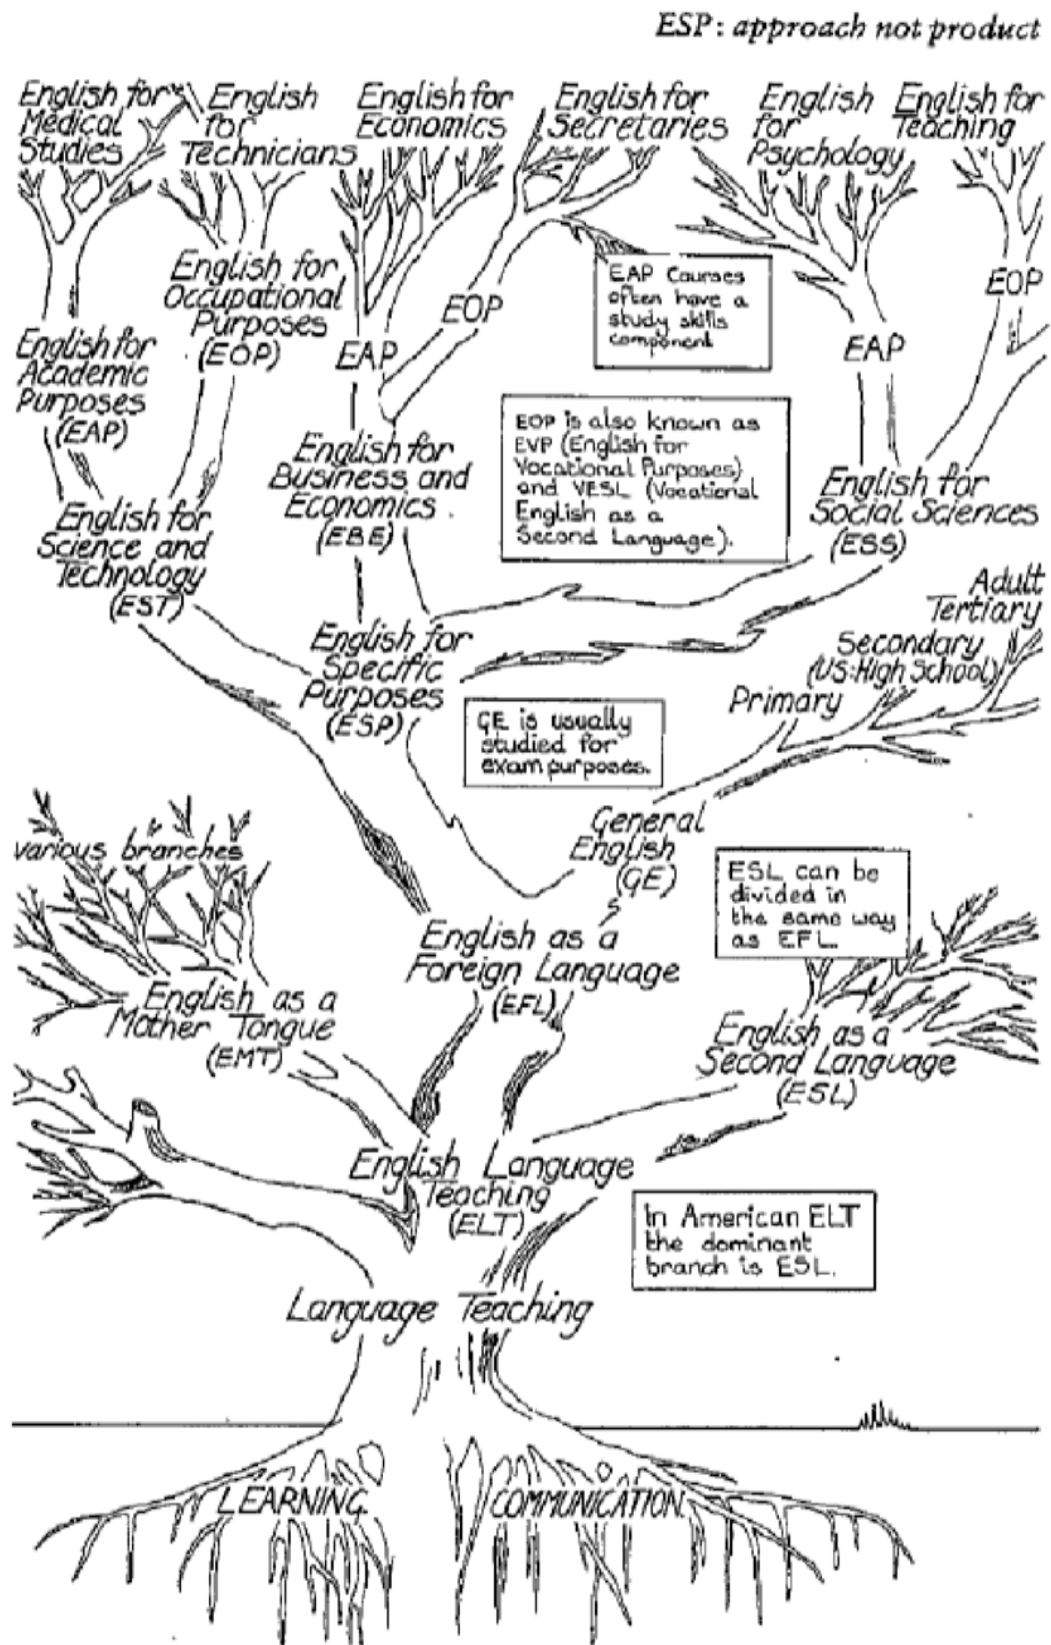 ESP: approach not product
English for
Medical
Studies
English
for
Technicians
English for
Economics
English for
Secretaries
English
for
Psychology
English for
Teaching
English for
Occupational
Purposes
(EOP)
EOP
EAP Courses
often have a
study skills
component
EOP
English for
Academic
Purposes
(EAP)
EAP
EAP
EOP is also known as
EVP (English for
Vocational Purposes)
and VESL (Vocational
English as a
Second Language).
English for
Business and
Economics
(EBE)
English for
Social Sciences
(ESS)
English for
Science and
Technology
(EST)
Adult
Tertiary
Secondary
(US: High School)
Primary
English for
Specific
Purposes
(ESP)
GE is usually
studied for
exam purposes.
General
English
(GE)
various branches
ESL can be
divided in
the same way
as EFL.
English as a
Foreign Language
(EFL)
English as a
Mother Tongue
(EMT)
English as a
Second Language
(ESL)
English Language
Teaching
(ELT)
In American ELT
the dominant
branch is ESL.
Language Teaching
LEARNING
COMMUNICATION